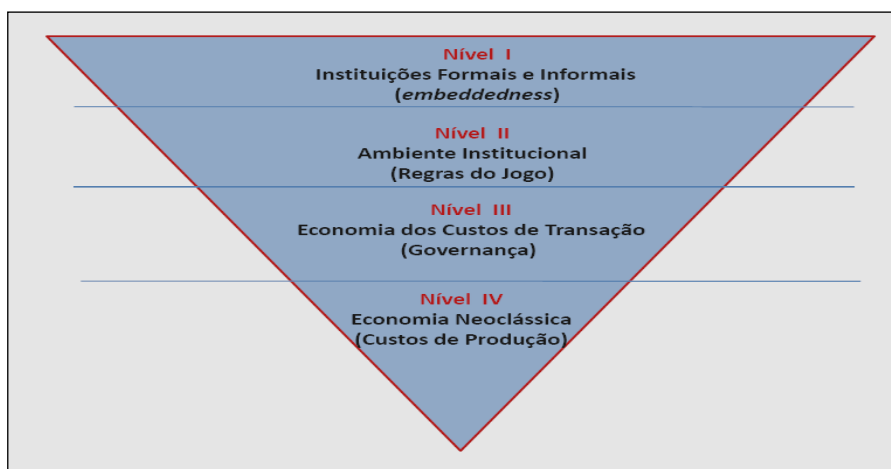 Nível I
Instituições Formais e Informais
(embeddedness)
Nível II
Ambiente Institucional
(Regras do Jogo)
Nível III
Economia dos Custos de Transação
(Governança)
Nível IV
Economia Neoclássica
(Custos de Produção)